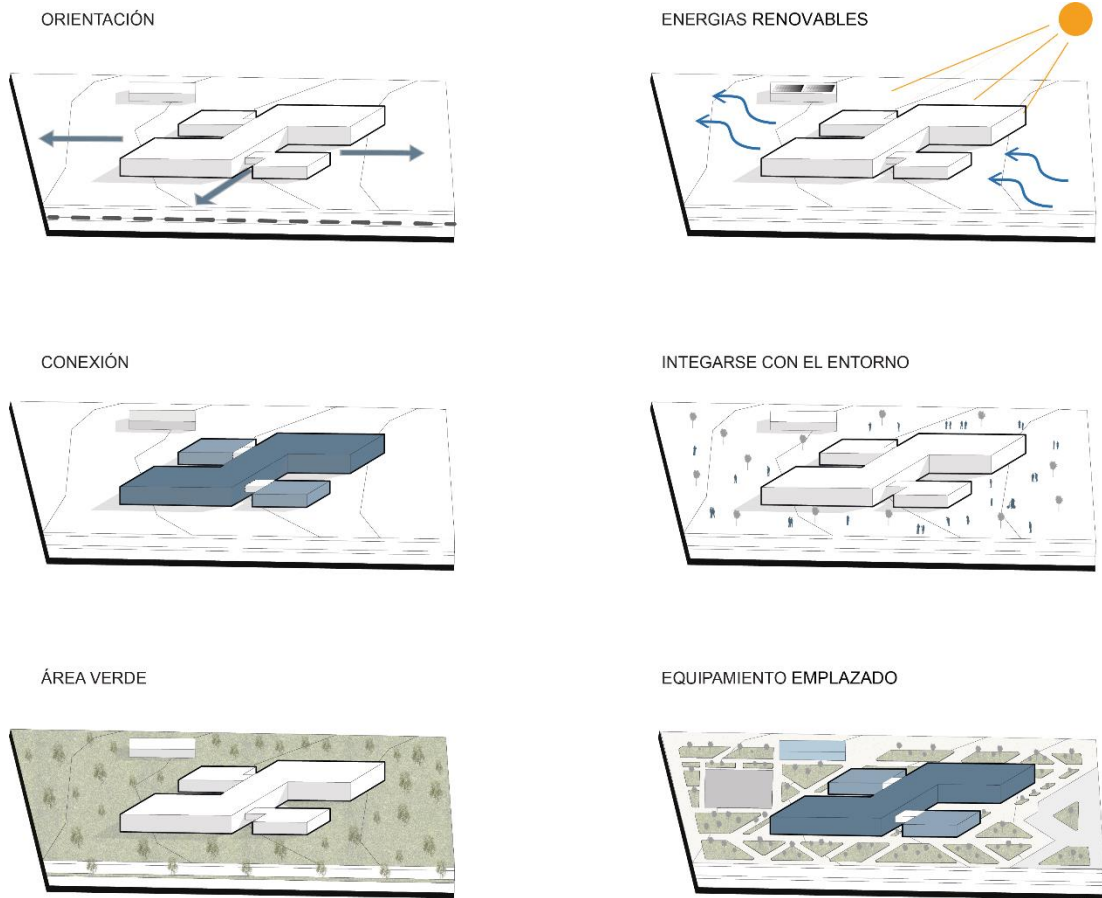 ORIENTACIÓN
ENERGIAS RENOVABLES
CONEXIÓN
INTEGARSE CON EL ENTORNO
ÁREA VERDE
EQUIPAMIENTO EMPLAZADO